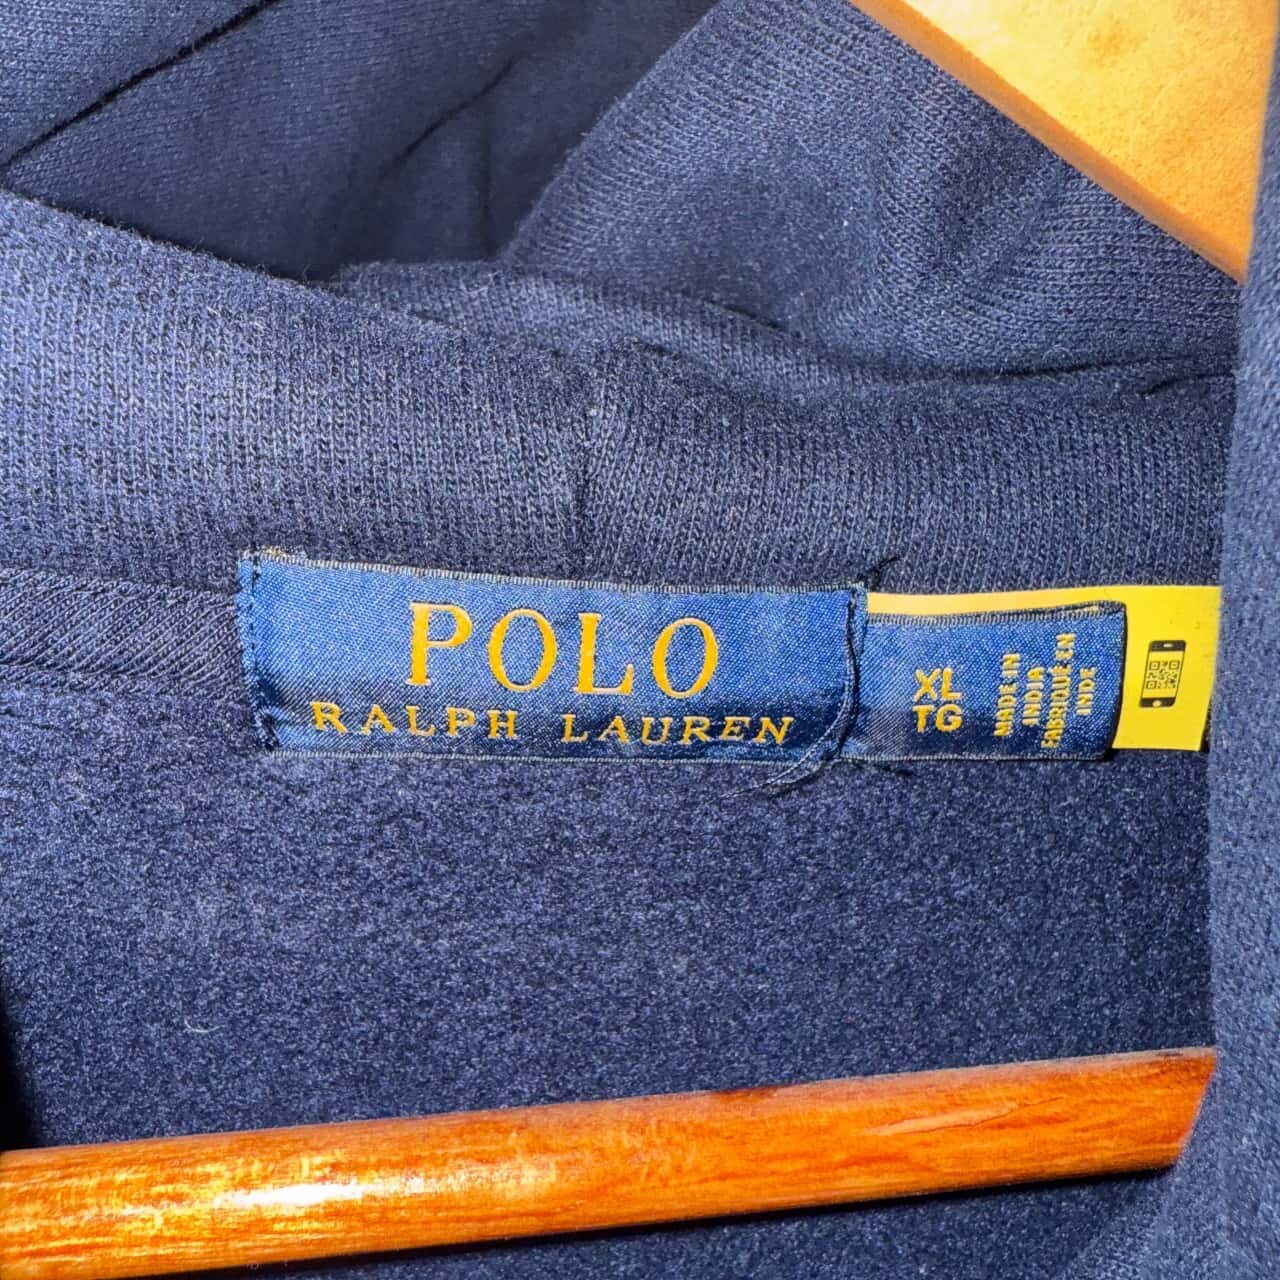 POLO
RALPH LAUREN
XL
TG
MADE IN
INDIA
FABRIQUÉ EN
INDE